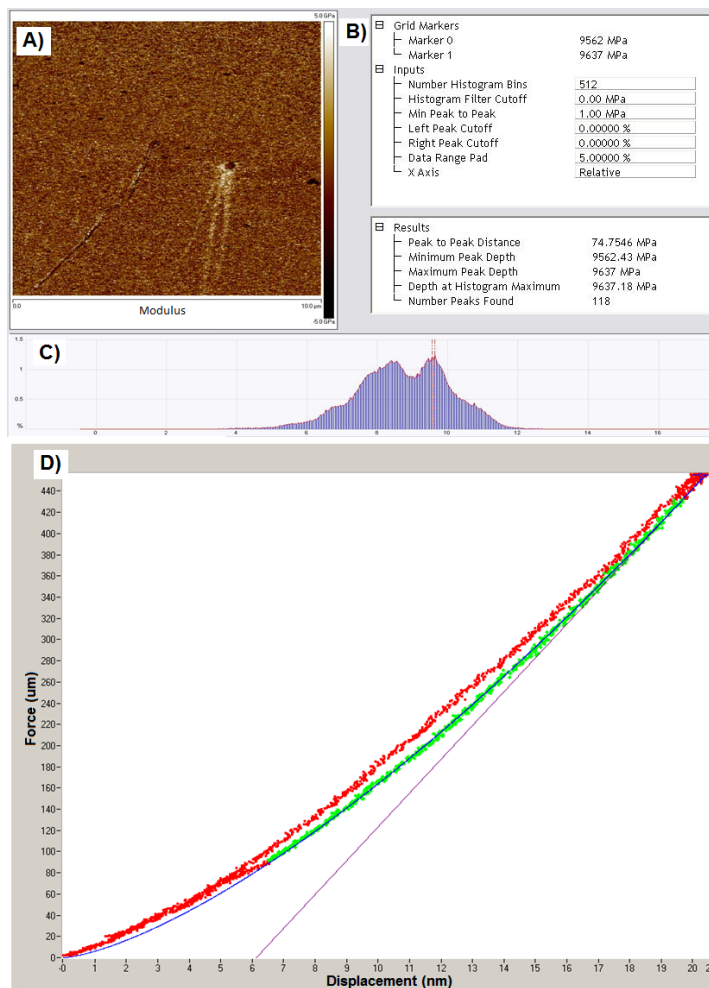 A)
5.0 GPa
-5.0 GPa
0.0
10.0 µm
Modulus
B)
Grid Markers
Marker 0 9562 MPa
Marker 1 9637 MPa
Inputs
Number Histogram Bins 512
Histogram Filter Cutoff 0.00 MPa
Min Peak to Peak 1.00 MPa
Left Peak Cutoff 0.00000 %
Right Peak Cutoff 0.00000 %
Data Range Pad 5.00000 %
X Axis Relative
Results
Peak to Peak Distance 74.7546 MPa
Minimum Peak Depth 9562.43 MPa
Maximum Peak Depth 9637 MPa
Depth at Histogram Maximum 9637.18 MPa
Number Peaks Found 118
C)
1.5
1
0.5
%
0 2 4 6 8 10 12 14 16
D)
440
420
400
380
360
340
320
300
280
260
240
220
200
180
160
140
120
100
80
60
40
20
0
Force (um)
-0 1 2 3 4 5 6 7 8 9 10 11 12 13 14 15 16 17 18 19 20 2
Displacement (nm)